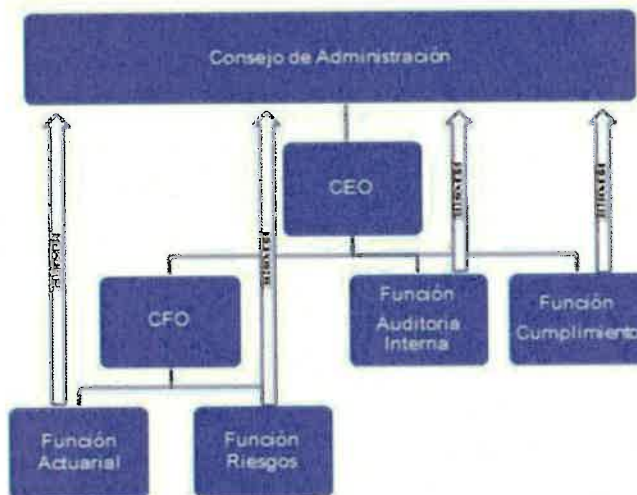 Consejo de Administración
CEO
CFO
Función
Auditoria
Interna
Función
Cumplimiento
Función
Actuarial
Función
Riesgos